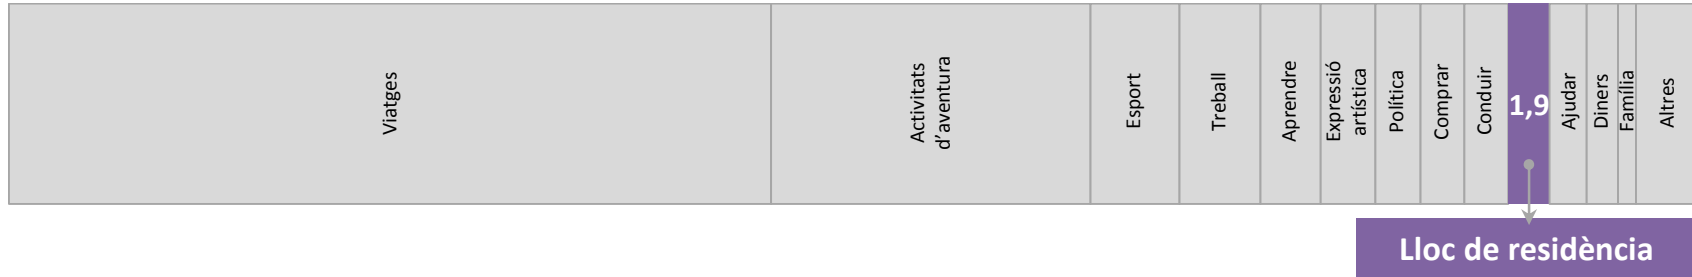 Viatges
Activitats
d'aventura
Esport
Treball
Aprendre
Expressió
artística
Política
Comprar
Conduir
1,9
Ajudar
Diners
Família
Altres
Lloc de residència